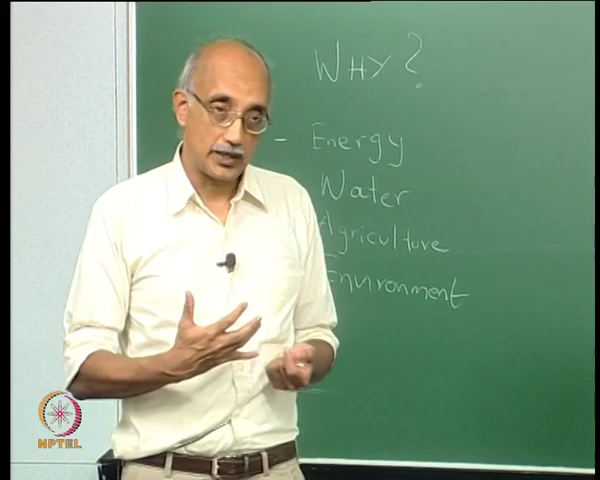 WHY?
- Energy
Water
Agriculture
Environment
NPTEL